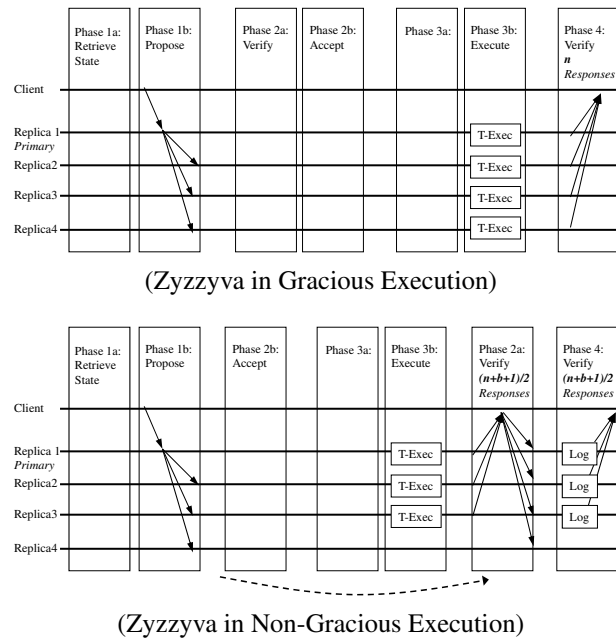 Phase 1a:
Retrieve
State
Phase 1b:
Propose
Phase 2a:
Verify
Phase 2b:
Accept
Phase 3a:
Phase 3b:
Execute
Phase 4:
Verify
n
Responses
Client
Replica 1
Primary
T-Exec
Replica2
T-Exec
Replica3
T-Exec
Replica4
T-Exec
(Zyzzyva in Gracious Execution)
Phase 1a:
Retrieve
State
Phase 1b:
Propose
Phase 2b:
Accept
Phase 3a:
Phase 3b:
Execute
Phase 2a:
Verify
(n+b+1)/2
Responses
Phase 4:
Verify
(n+b+1)/2
Responses
Client
Replica 1
Primary
T-Exec
Log
Replica2
T-Exec
Log
Replica3
T-Exec
Log
Replica4
(Zyzzyva in Non-Gracious Execution)